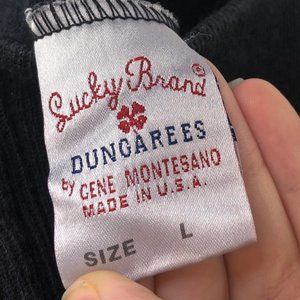 Lucky Brand®
DUNGAREES
by GENE MONTESANO
MADE IN U.S.A.
SIZE L